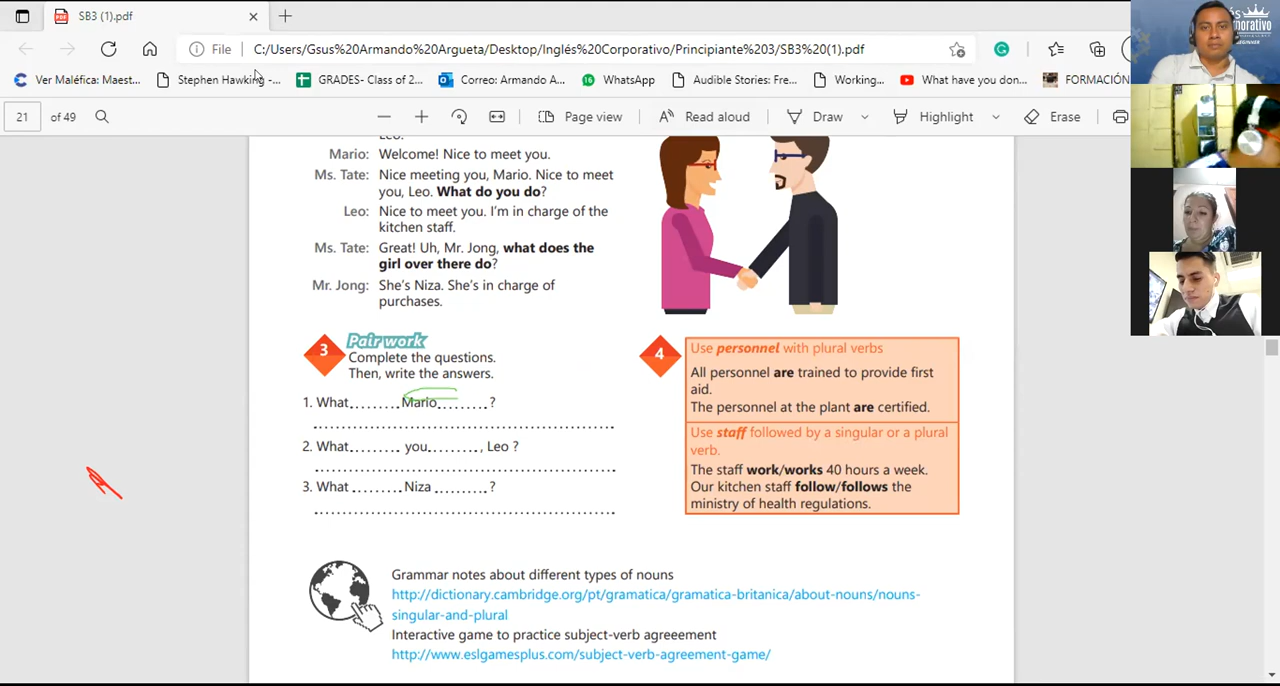 SB3 (1).pdf
File
C:/Users/Gsus%20Armando%20Argueta/Desktop/Inglés%20Corporativo/Principiante%203/SB3%20(1).pdf
Ver Maléfica: Maest...
Stephen Hawking -...
GRADES- Class of 2...
Correo: Armando A...
WhatsApp
Audible Stories: Fre...
Working...
What have you don...
FORMACIÓN
21 of 49
Page view
Read aloud
Draw
Highlight
Erase
Leo:
Mario: Welcome! Nice to meet you.
Ms. Tate: Nice meeting you, Mario. Nice to meet
you, Leo. What do you do?
Leo: Nice to meet you. I'm in charge of the
kitchen staff.
Ms. Tate: Great! Uh, Mr. Jong, what does the
girl over there do?
Mr. Jong: She's Niza. She's in charge of
purchases.
3 Pair work
Complete the questions.
Then, write the answers.
1. What........Mario........?
2. What........ you........, Leo ?
3. What ........ Niza ........?
4
Use personnel with plural verbs
All personnel are trained to provide first
aid.
The personnel at the plant are certified.
Use staff followed by a singular or a plural
verb.
The staff work/works 40 hours a week.
Our kitchen staff follow/follows the
ministry of health regulations.
Grammar notes about different types of nouns
http://dictionary.cambridge.org/pt/gramatica/gramatica-britanica/about-nouns/nouns-
singular-and-plural
Interactive game to practice subject-verb agreeement
http://www.eslgamesplus.com/subject-verb-agreement-game/